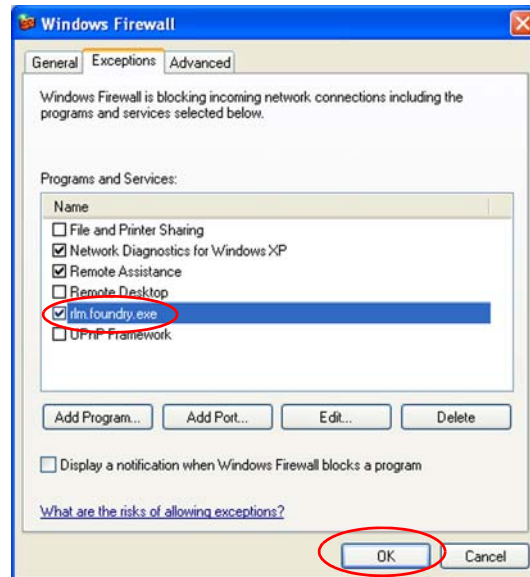 Windows Firewall
General Exceptions Advanced
Windows Firewall is blocking incoming network connections including the
programs and services selected below.
Programs and Services:
Name
File and Printer Sharing
Network Diagnostics for Windows XP
Remote Assistance
Remote Desktop
rlm.foundry.exe
UPnP Framework
Add Program... Add Port... Edit... Delete
Display a notification when Windows Firewall blocks a program
What are the risks of allowing exceptions?
OK Cancel